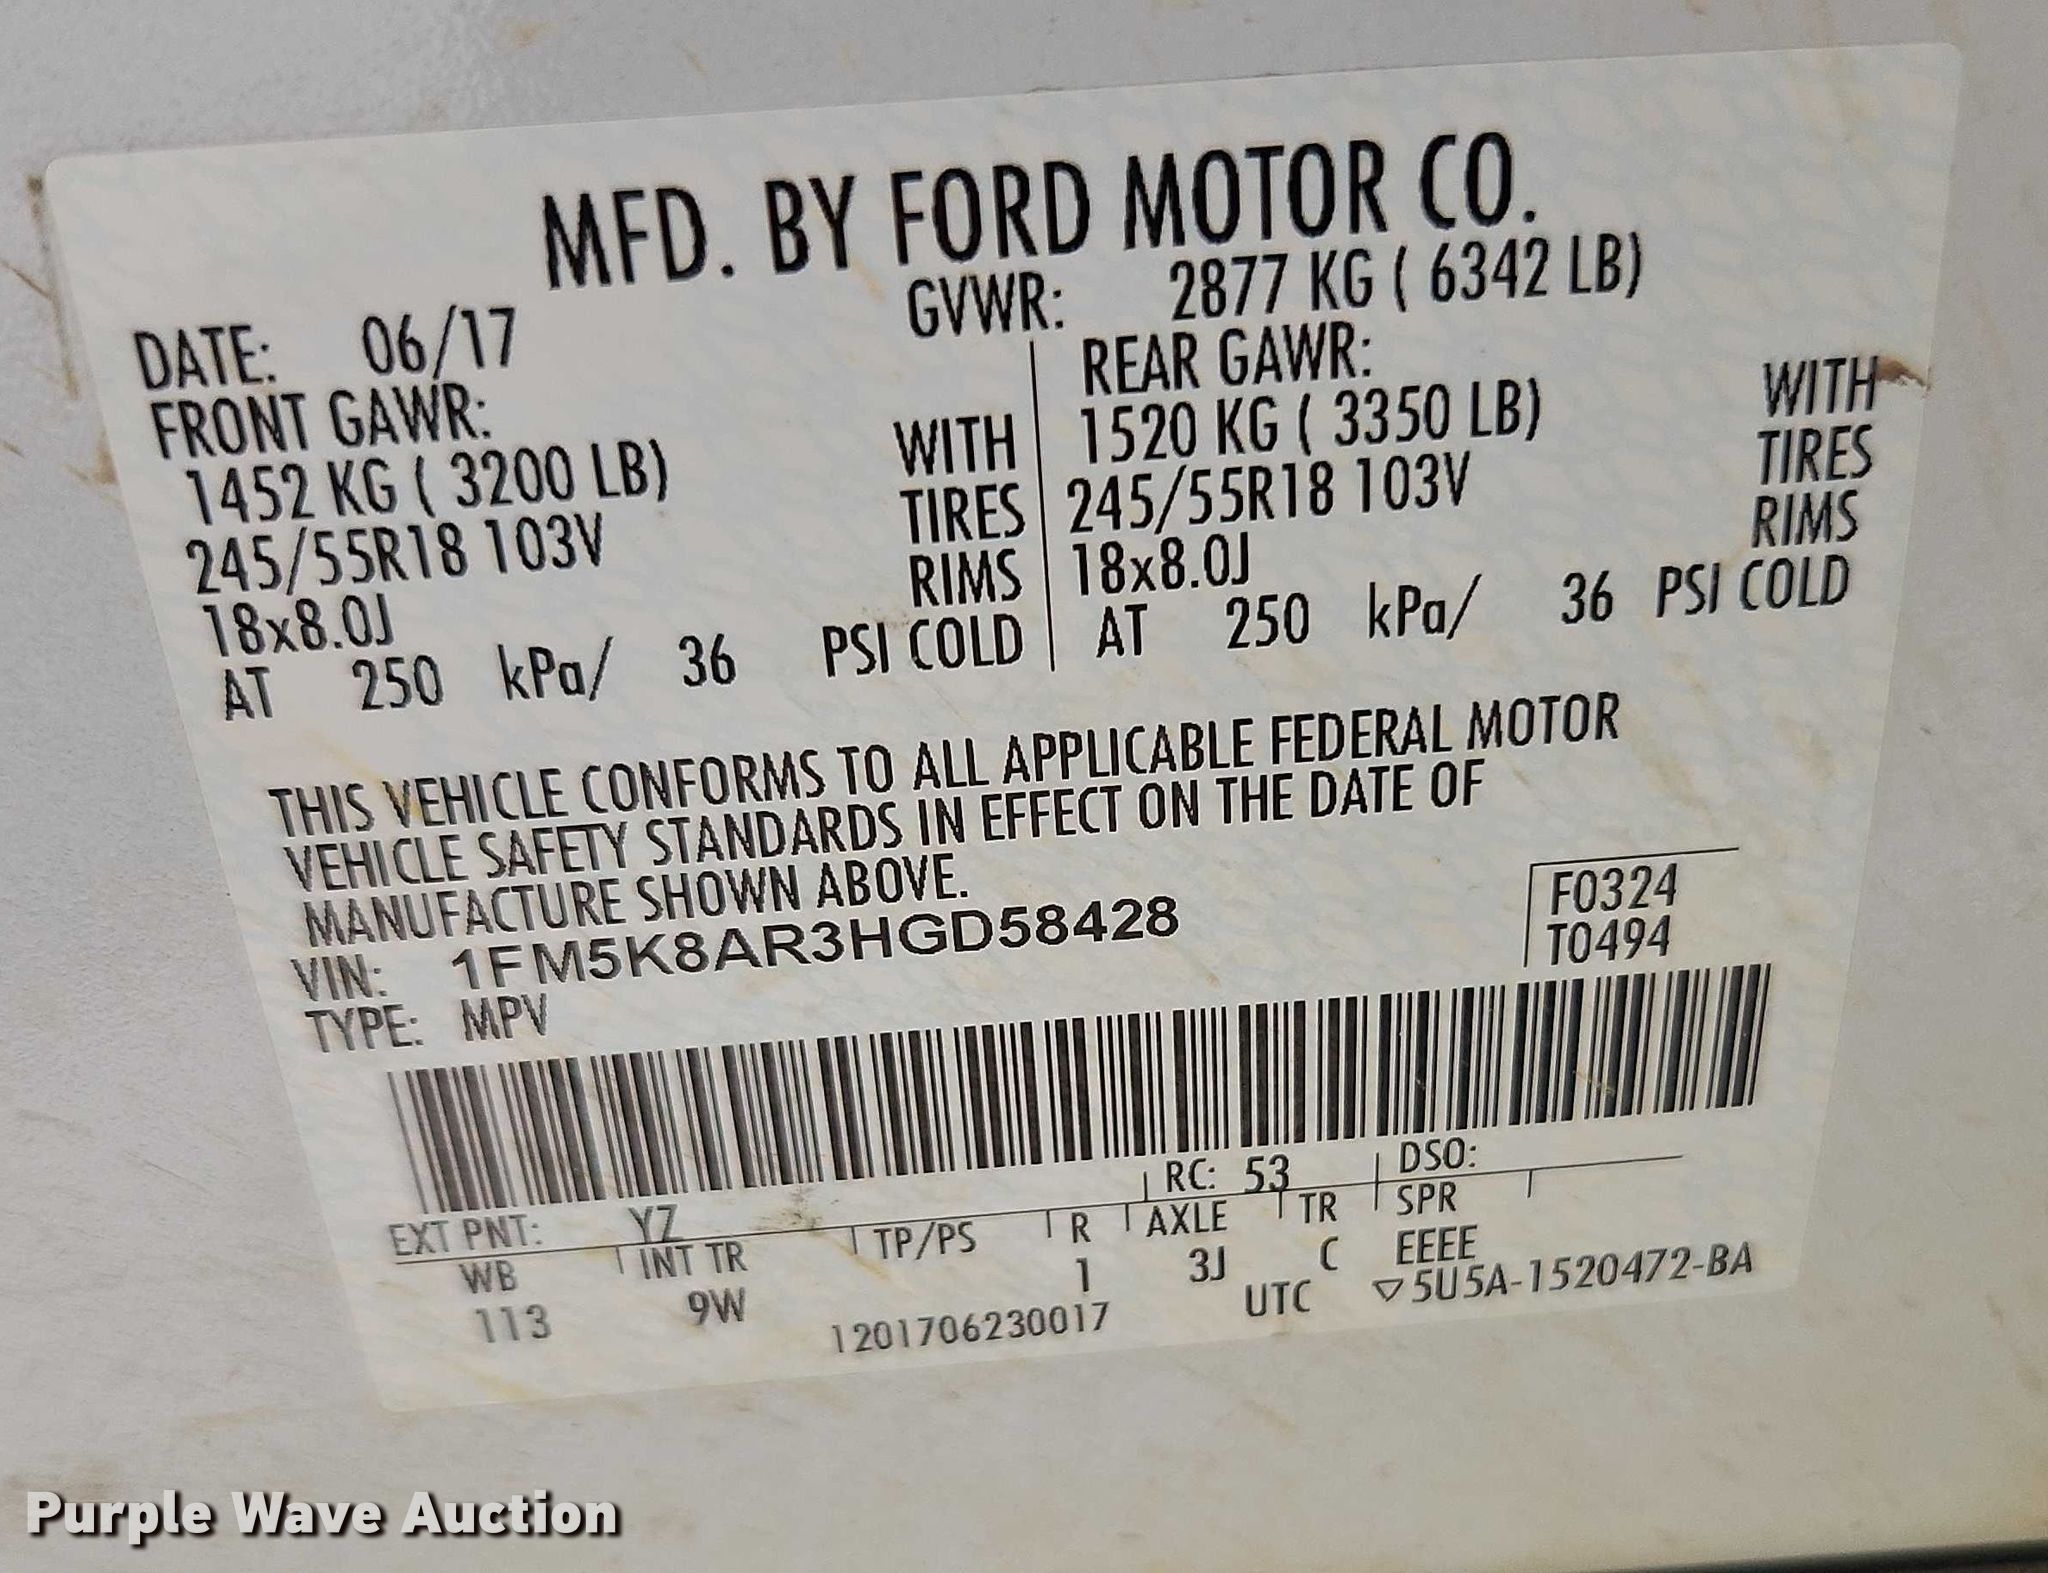 MFD. BY FORD MOTOR CO.
DATE: 06/17 GVWR: 2877 KG ( 6342 LB)
FRONT GAWR: REAR GAWR:
1452 KG ( 3200 LB) WITH 1520 KG ( 3350 LB) WITH
245/55R18 103V TIRES 245/55R18 103V TIRES
18x8.0J RIMS 18x8.0J RIMS
AT 250 kPa/ 36 PSI COLD AT 250 kPa/ 36 PSI COLD
THIS VEHICLE CONFORMS TO ALL APPLICABLE FEDERAL MOTOR
VEHICLE SAFETY STANDARDS IN EFFECT ON THE DATE OF
MANUFACTURE SHOWN ABOVE.
VIN: 1FM5K8AR3HGD58428
TYPE: MPV
F0324
T0494
RC: 53 DSO:
EXT PNT: YZ
WB INT TR TP/PS R AXLE TR SPR
113 9W 1 3J C EEEE
1201706230017 UTC ▽5U5A-1520472-BA
Purple Wave Auction